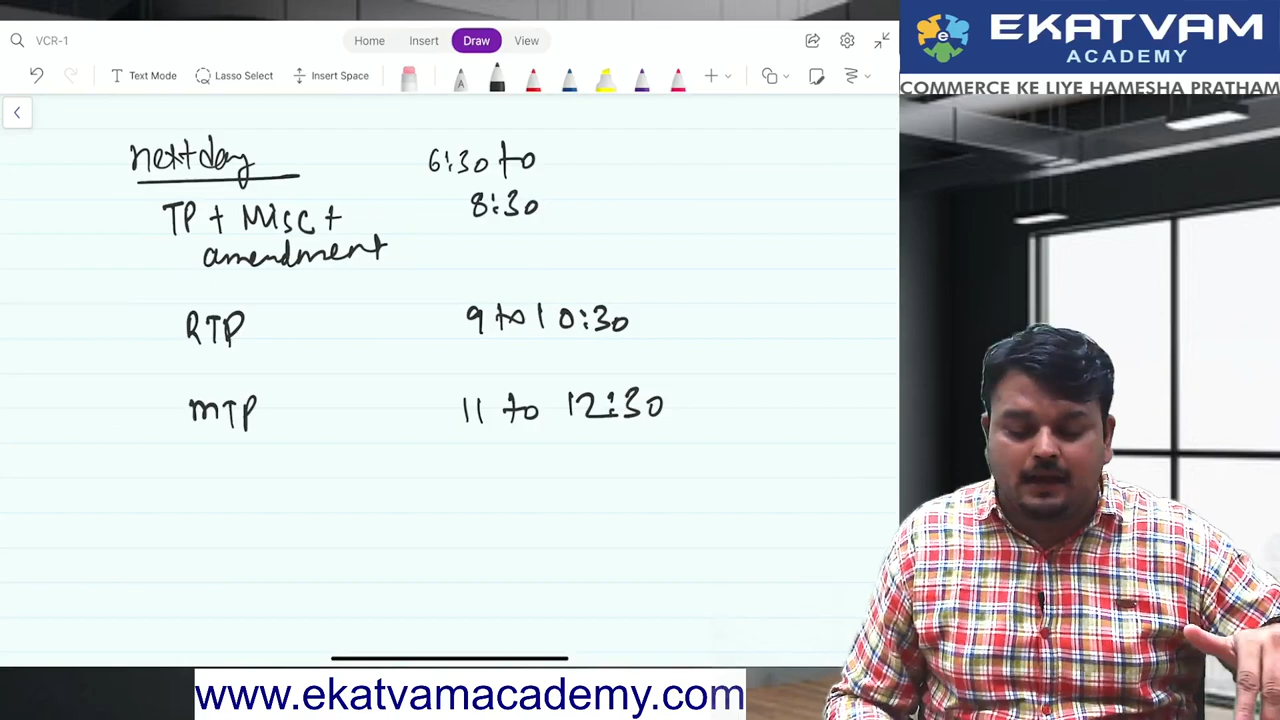 VCR-1
Home Insert Draw View
Text Mode Lasso Select Insert Space
next day 6:30 to
8:30
TP + Misc +
amendment
RTP 9 to 10:30
MTP 11 to 12:30
EKATVAM
ACADEMY
COMMERCE KE LIYE HAMESHA PRATHAM
www.ekatvamacademy.com